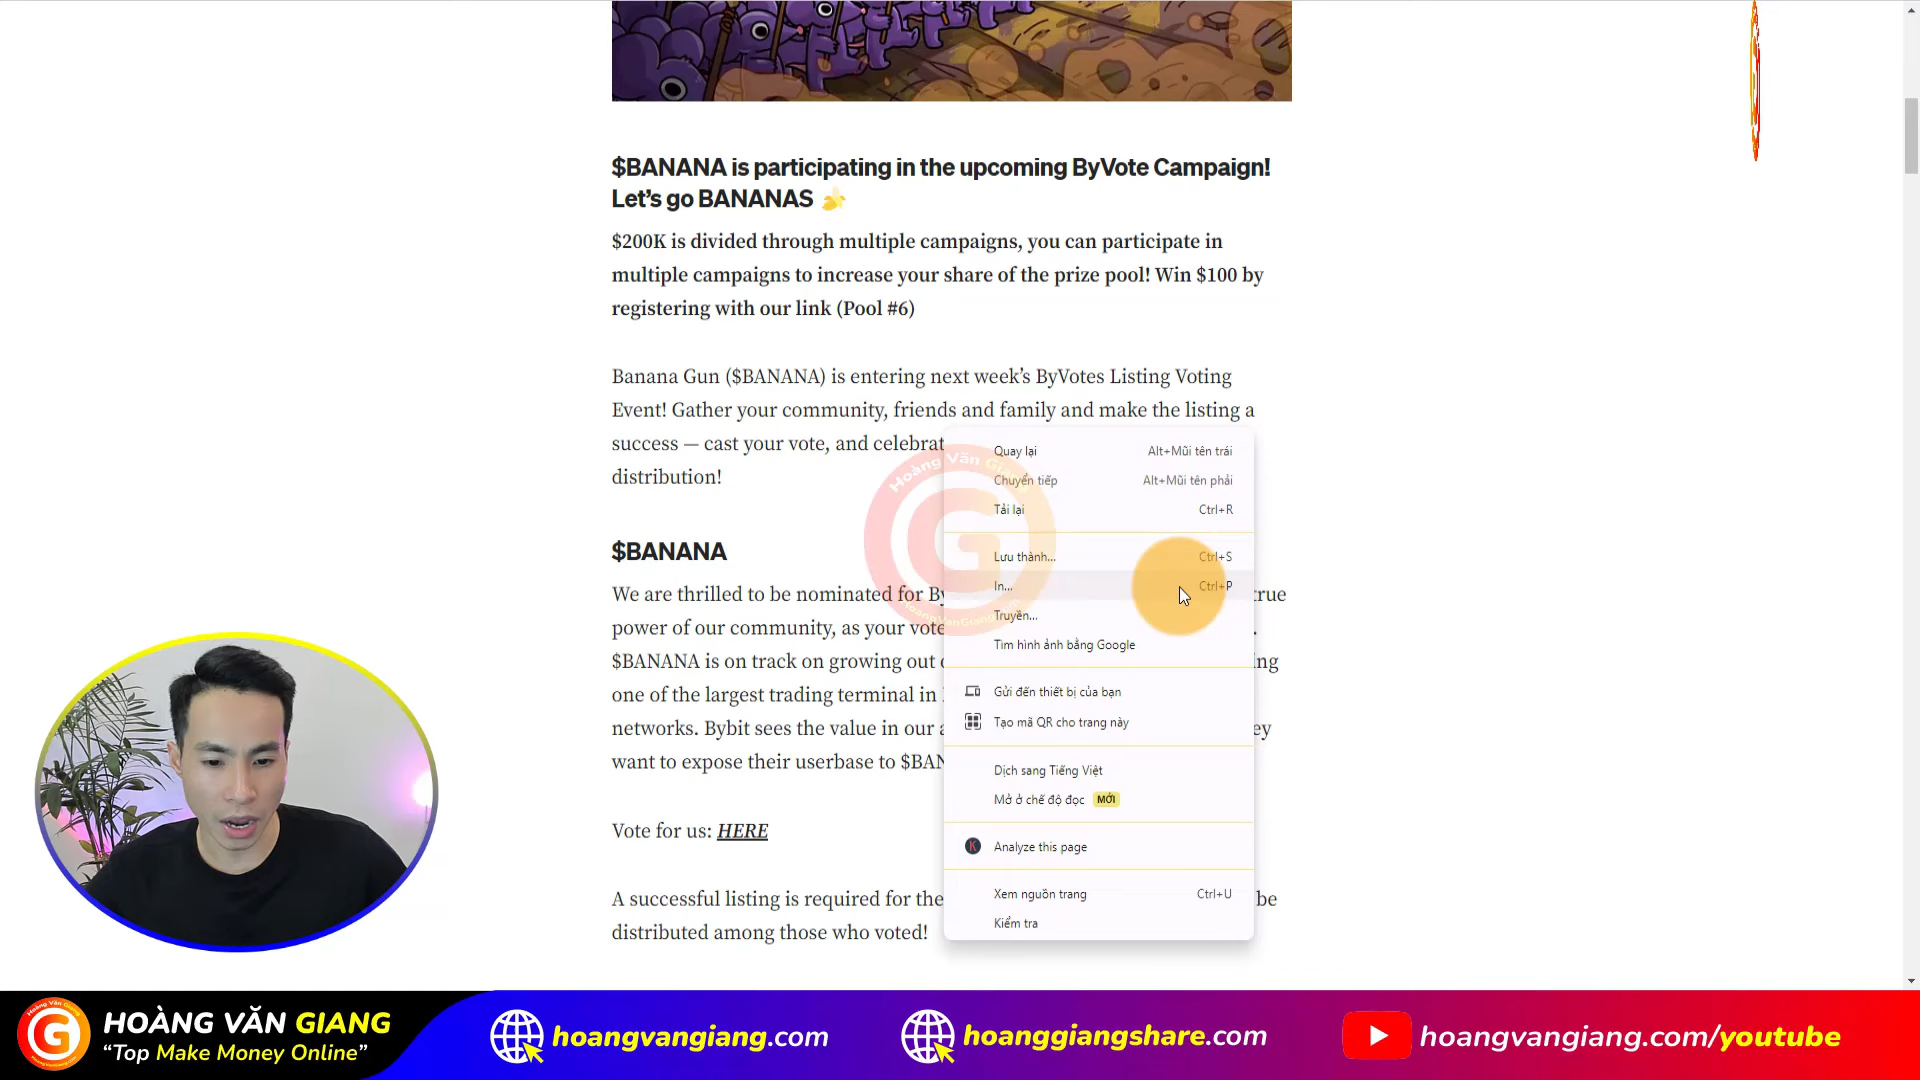 $BANANA is participating in the upcoming ByVote Campaign!
Let's go BANANAS 🍌
$200K is divided through multiple campaigns, you can participate in
multiple campaigns to increase your share of the prize pool! Win $100 by
registering with our link (Pool #6)
Banana Gun ($BANANA) is entering next week's ByVotes Listing Voting
Event! Gather your community, friends and family and make the listing a
success — cast your vote, and celebrat
distribution!
$BANANA
We are thrilled to be nominated for By true
power of our community, as your vote .
$BANANA is on track on growing out ing
one of the largest trading terminal in
networks. Bybit sees the value in our a ey
want to expose their userbase to $BAN
Vote for us: HERE
A successful listing is required for the be
distributed among those who voted!
Quay lại Alt+Mũi tên trái
Chuyển tiếp Alt+Mũi tên phải
Tải lại Ctrl+R
Lưu thành... Ctrl+S
In... Ctrl+P
Truyền...
Tìm hình ảnh bằng Google
Gửi đến thiết bị của bạn
Tạo mã QR cho trang này
Dịch sang Tiếng Việt
Mở ở chế độ đọc MỚI
Analyze this page
Xem nguồn trang Ctrl+U
Kiểm tra
Hoàng Văn Giang
HOÀNG VĂN GIANG
"Top Make Money Online"
hoangvangiang.com
hoanggiangshare.com
hoangvangiang.com/youtube